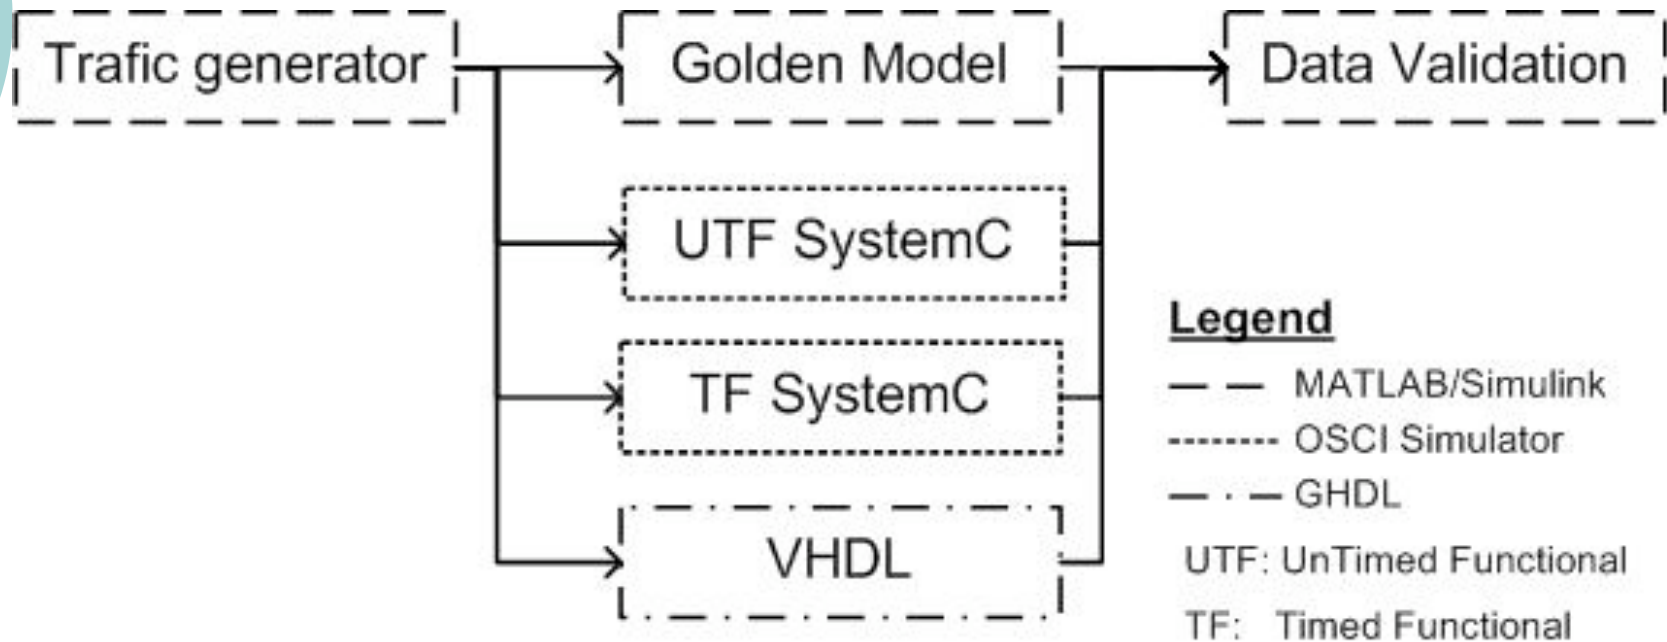 Trafic generator
Golden Model
Data Validation
UTF SystemC
TF SystemC
VHDL
Legend
MATLAB/Simulink
OSCI Simulator
GHDL
UTF: UnTimed Functional
TF: Timed Functional